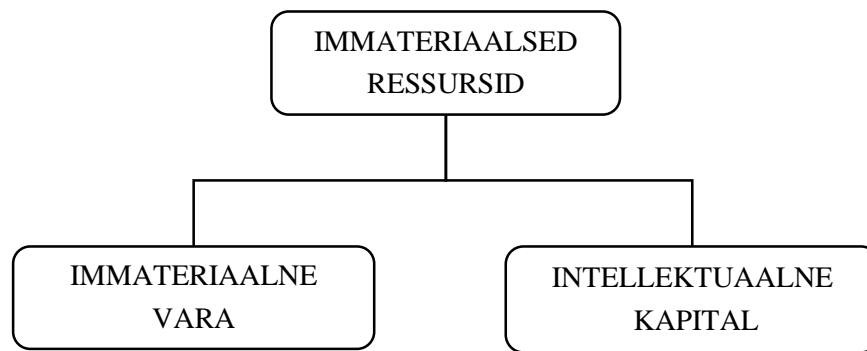 IMMATERIAALSED
RESSURSID
IMMATERIAALNE
VARA
INTELLEKTUAALNE
KAPITAL